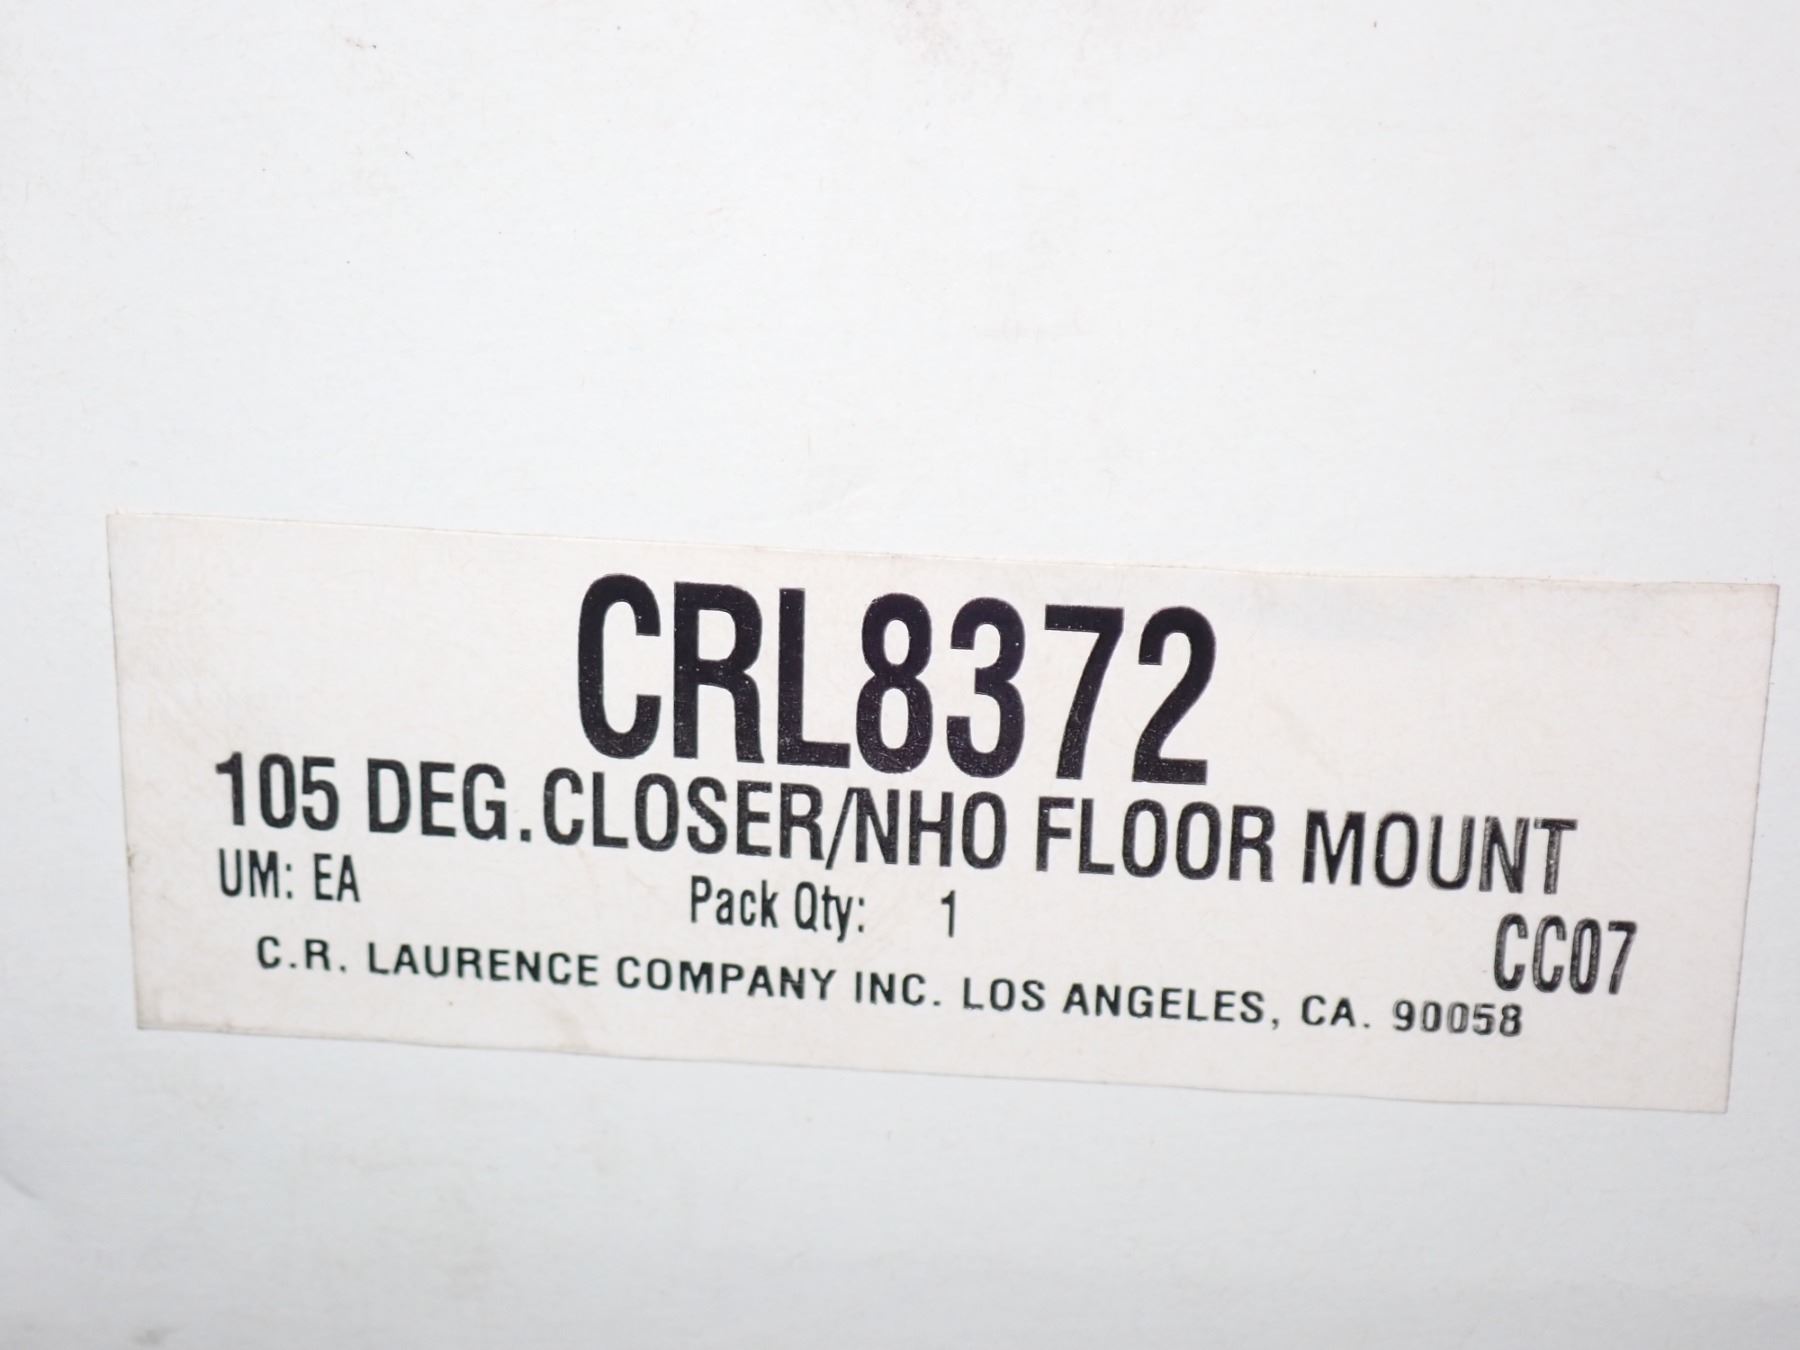 CRL8372
105 DEG.CLOSER/NHO FLOOR MOUNT
UM: EA Pack Qty: 1
CC07
C.R. LAURENCE COMPANY INC. LOS ANGELES, CA. 90058